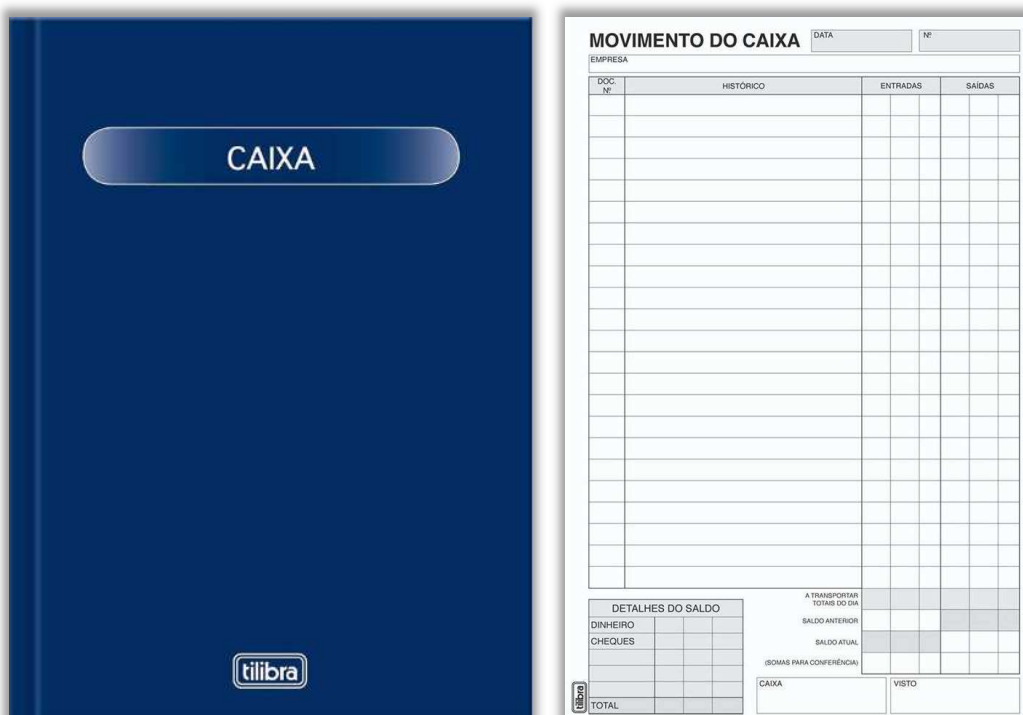 CAIXA
tilibra
MOVIMENTO DO CAIXA
DATA
Nº
EMPRESA
DOC. Nº
HISTÓRICO
ENTRADAS
SAÍDAS
A TRANSPORTAR
TOTAIS DO DIA
SALDO ANTERIOR
SALDO ATUAL
(SOMAS PARA CONFERÊNCIA)
DETALHES DO SALDO
DINHEIRO
CHEQUES
TOTAL
CAIXA
VISTO
tilibra